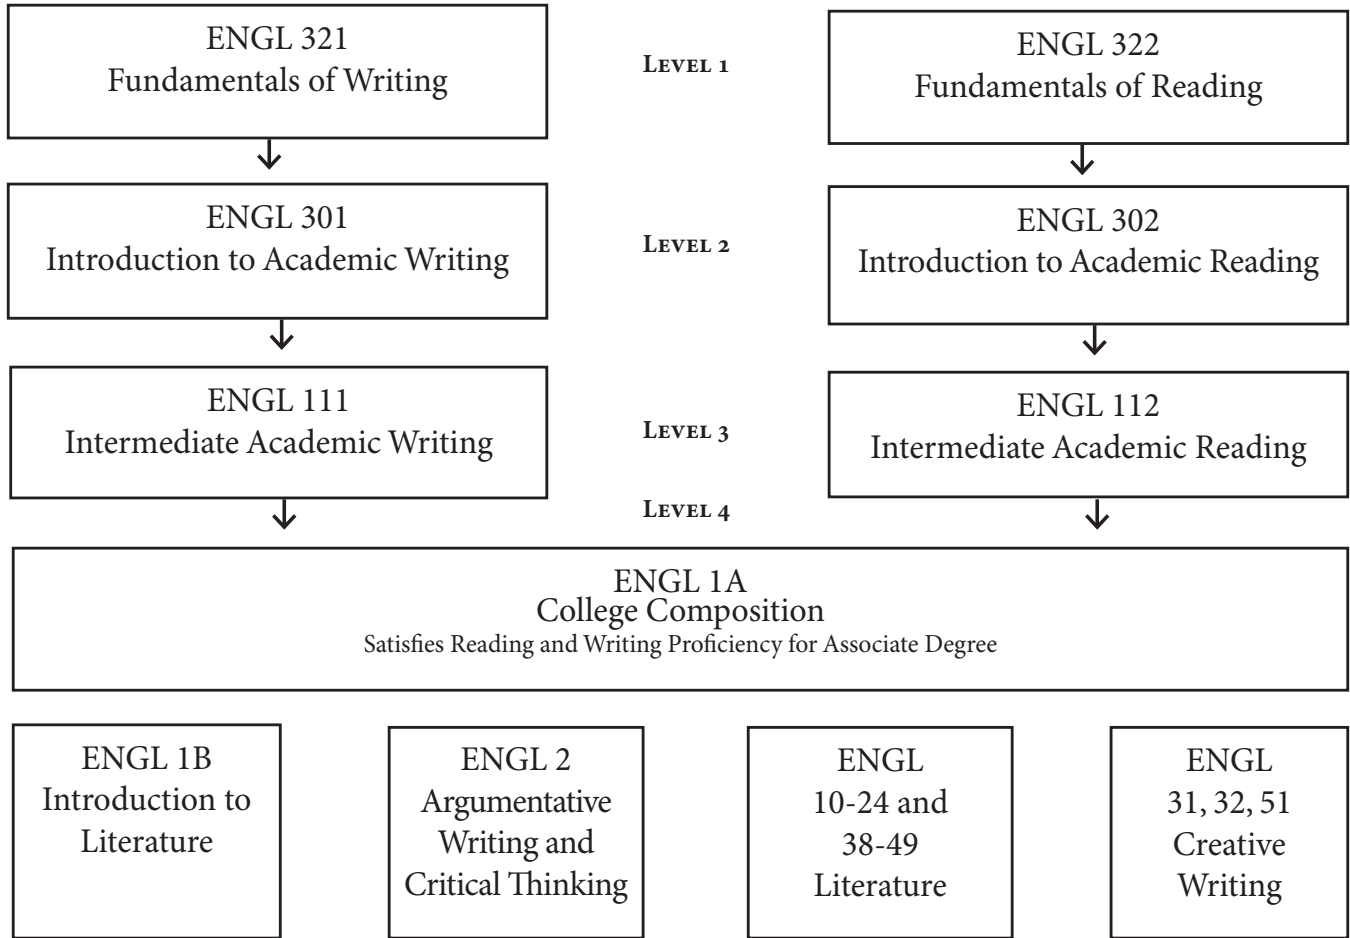 ENGL 321
Fundamentals of Writing
LEVEL 1
ENGL 322
Fundamentals of Reading
ENGL 301
Introduction to Academic Writing
LEVEL 2
ENGL 302
Introduction to Academic Reading
ENGL 111
Intermediate Academic Writing
LEVEL 3
ENGL 112
Intermediate Academic Reading
LEVEL 4
ENGL 1A
College Composition
Satisfies Reading and Writing Proficiency for Associate Degree
ENGL 1B
Introduction to
Literature
ENGL 2
Argumentative
Writing and
Critical Thinking
ENGL
10-24 and
38-49
Literature
ENGL
31, 32, 51
Creative
Writing